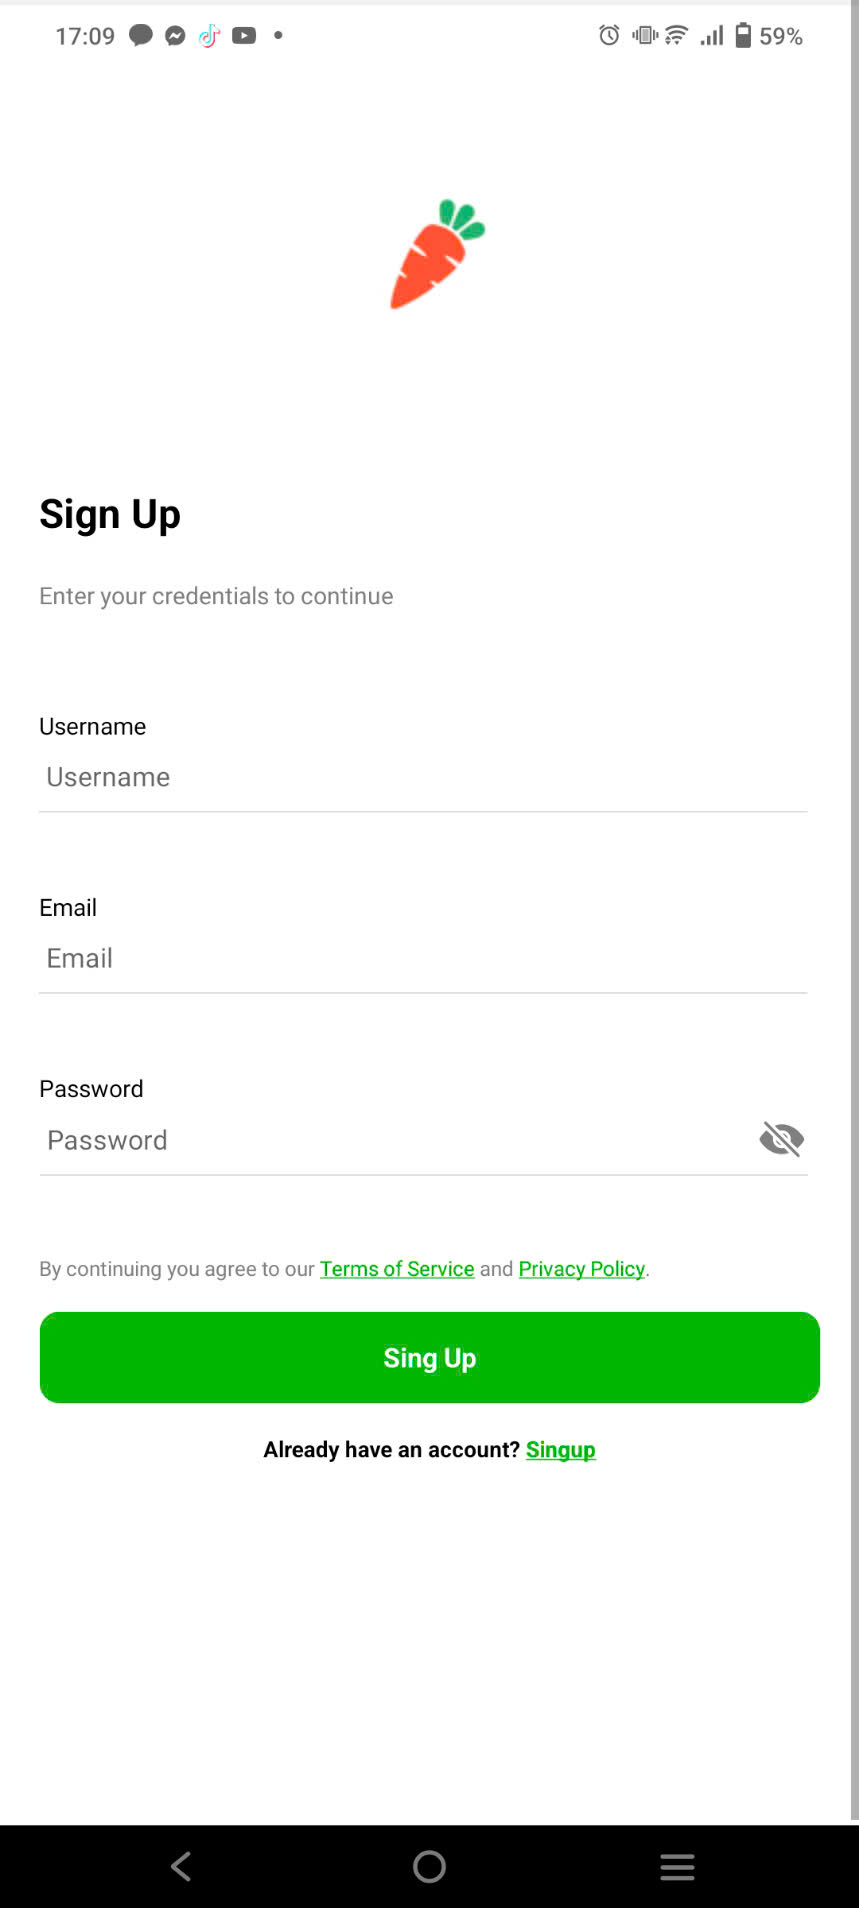 17:09 59%
Sign Up
Enter your credentials to continue
Username
Username
Email
Email
Password
Password
By continuing you agree to our Terms of Service and Privacy Policy.
Sing Up
Already have an account? Singup